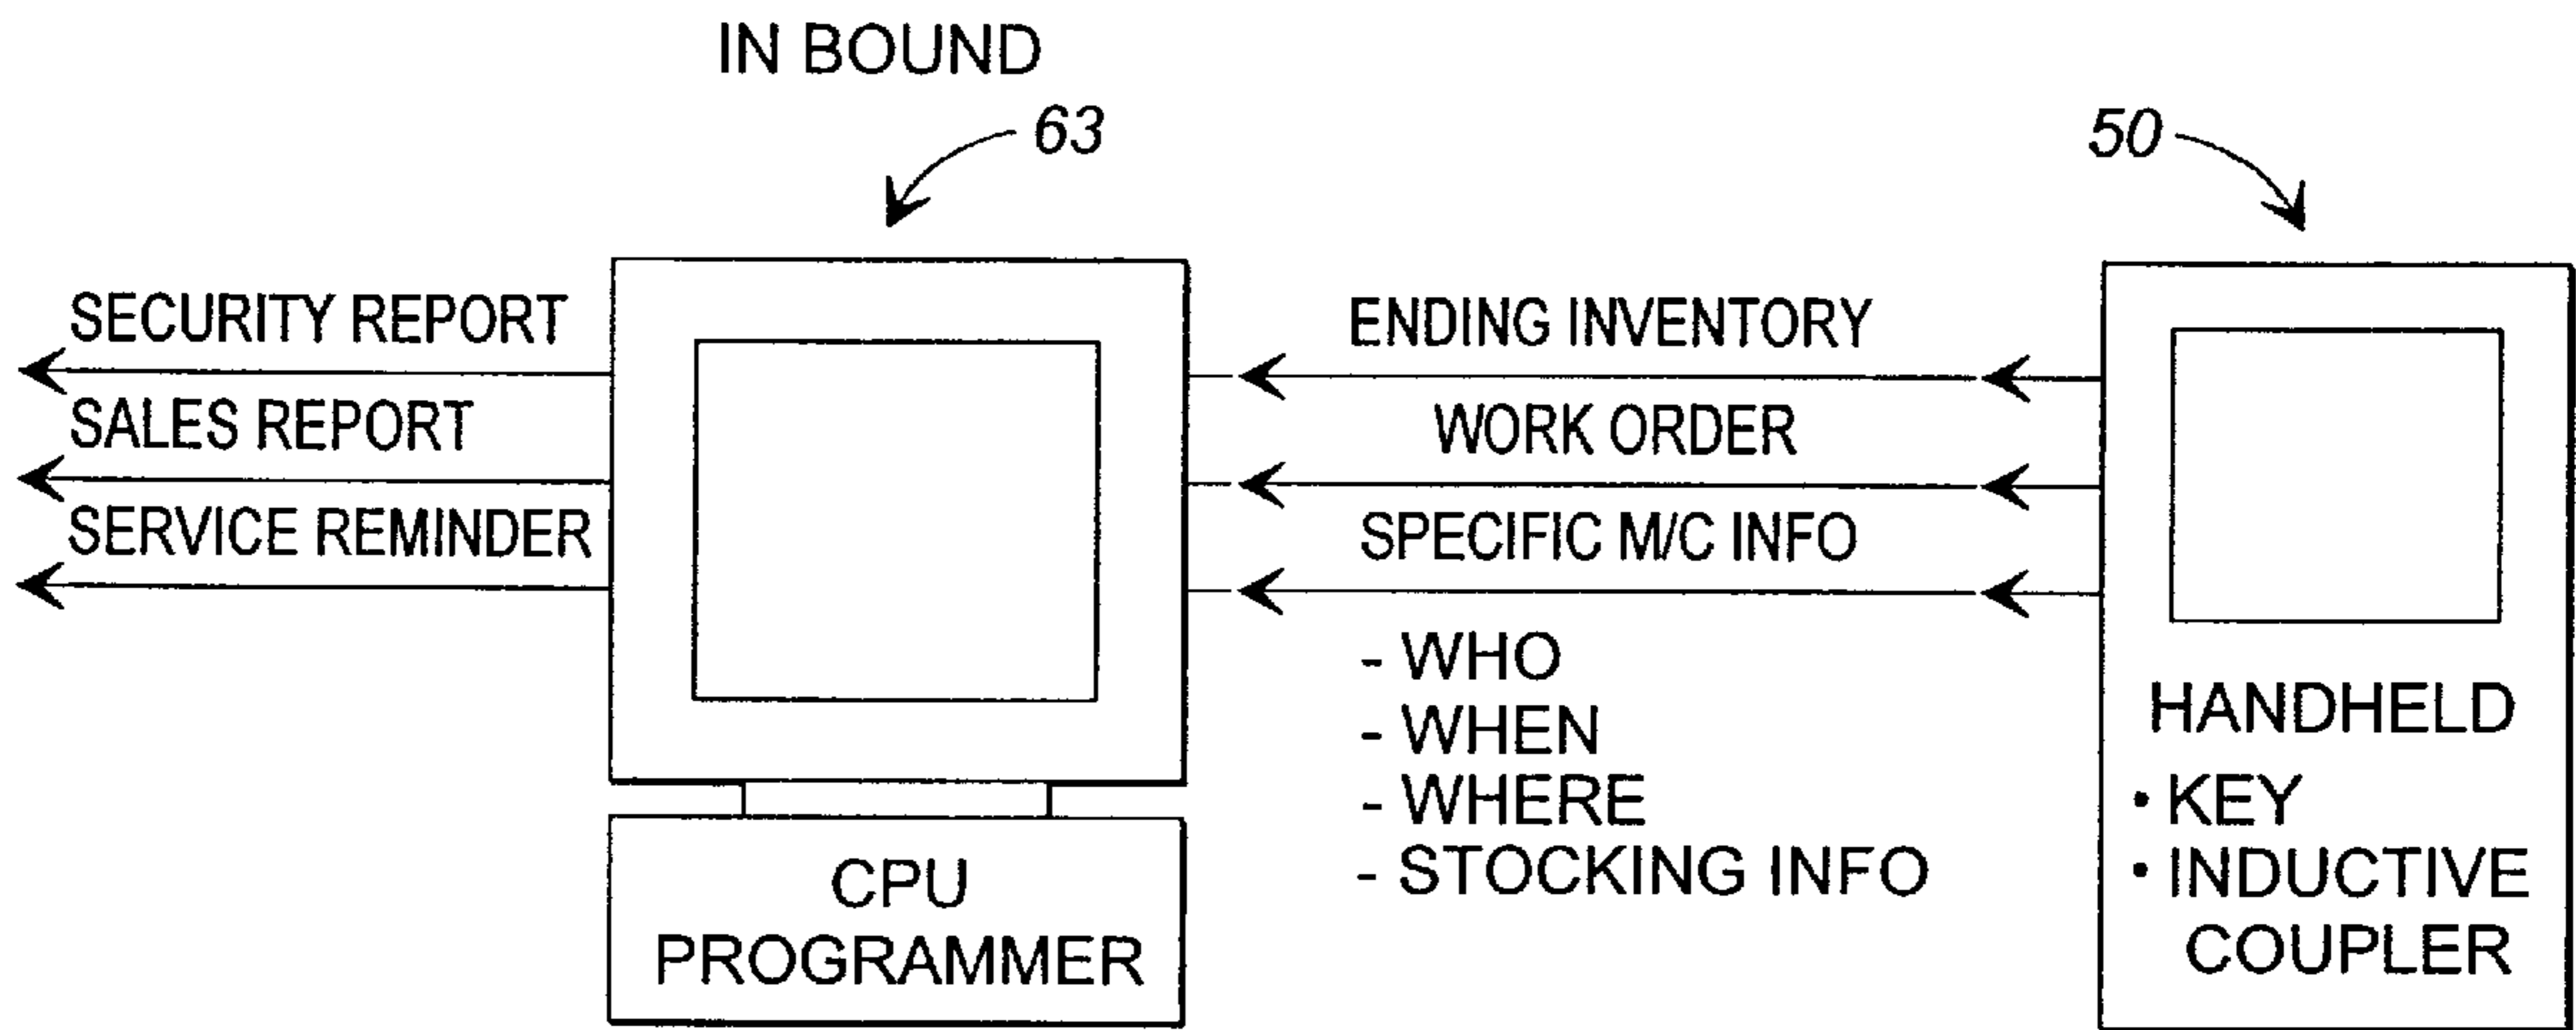 IN BOUND
63
50
SECURITY REPORT
SALES REPORT
SERVICE REMINDER
ENDING INVENTORY
WORK ORDER
SPECIFIC M/C INFO
- WHO
- WHEN
- WHERE
- STOCKING INFO
CPU
PROGRAMMER
HANDHELD
• KEY
• INDUCTIVE
COUPLER